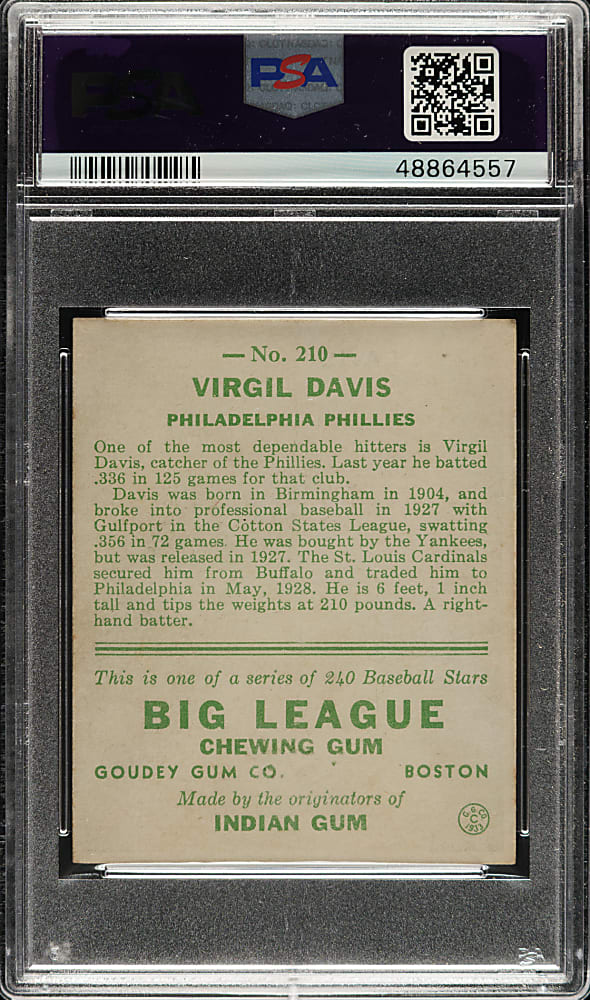 PSA
48864557
— No. 210 —
VIRGIL DAVIS
PHILADELPHIA PHILLIES
One of the most dependable hitters is Virgil
Davis, catcher of the Phillies. Last year he batted
.336 in 125 games for that club.
Davis was born in Birmingham in 1904, and
broke into professional baseball in 1927 with
Gulfport in the Cotton States League, swatting
.356 in 72 games. He was bought by the Yankees,
but was released in 1927. The St. Louis Cardinals
secured him from Buffalo and traded him to
Philadelphia in May, 1928. He is 6 feet, 1 inch
tall and tips the weights at 210 pounds. A right-
hand batter.
This is one of a series of 240 Baseball Stars
BIG LEAGUE
CHEWING GUM
GOUDEY GUM CO. BOSTON
Made by the originators of
INDIAN GUM
G. G. CO.
C
1933